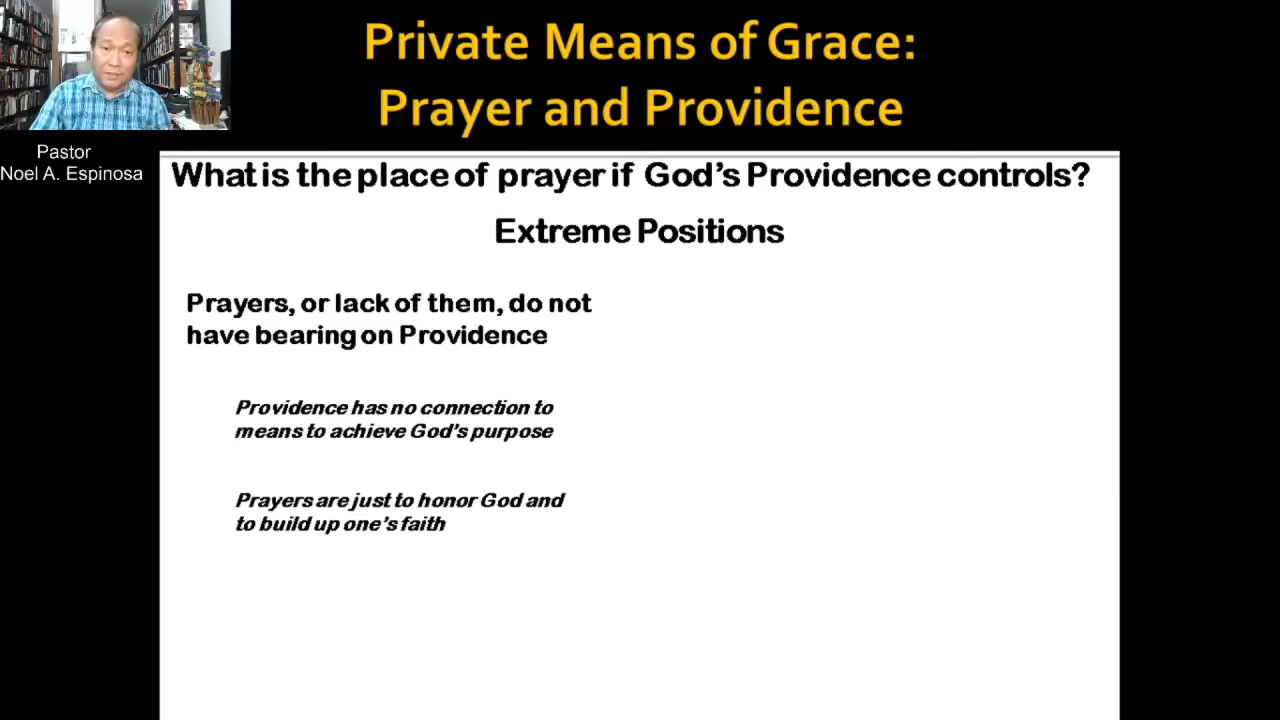 Private Means of Grace:
Prayer and Providence
Pastor
Noel A. Espinosa
What is the place of prayer if God's Providence controls?
Extreme Positions
Prayers, or lack of them, do not
have bearing on Providence
Providence has no connection to
means to achieve God's purpose
Prayers are just to honor God and
to build up one's faith